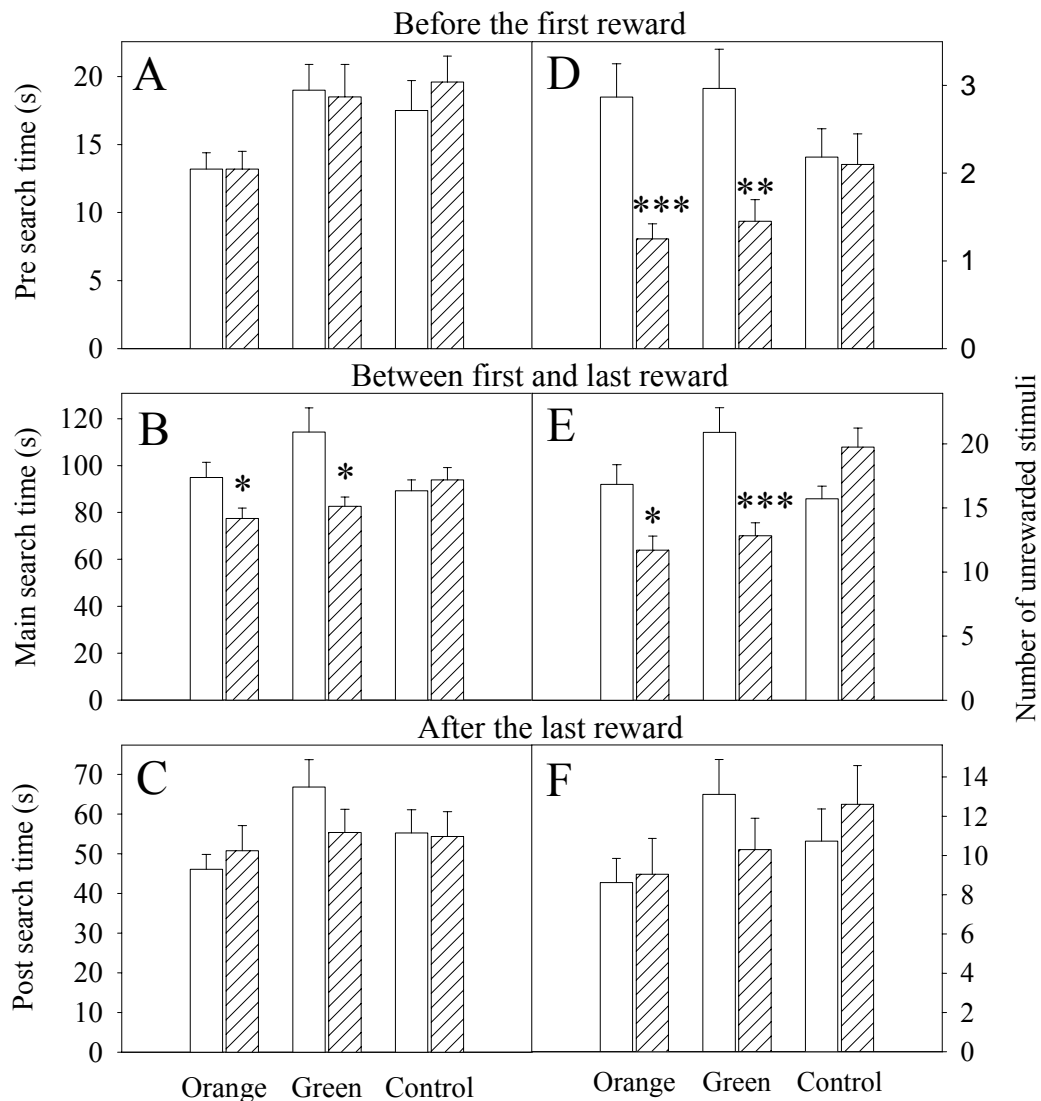 Before the first reward
A
D
Pre search time (s)
20
15
10
5
0
***
**
3
2
1
0
Between first and last reward
B
E
Main search time (s)
120
100
80
60
40
20
0
*
*
*
***
20
15
10
5
0
Number of unrewarded stimuli
After the last reward
C
F
Post search time (s)
70
60
50
40
30
20
10
0
14
12
10
8
6
4
2
0
Orange Green Control
Orange Green Control